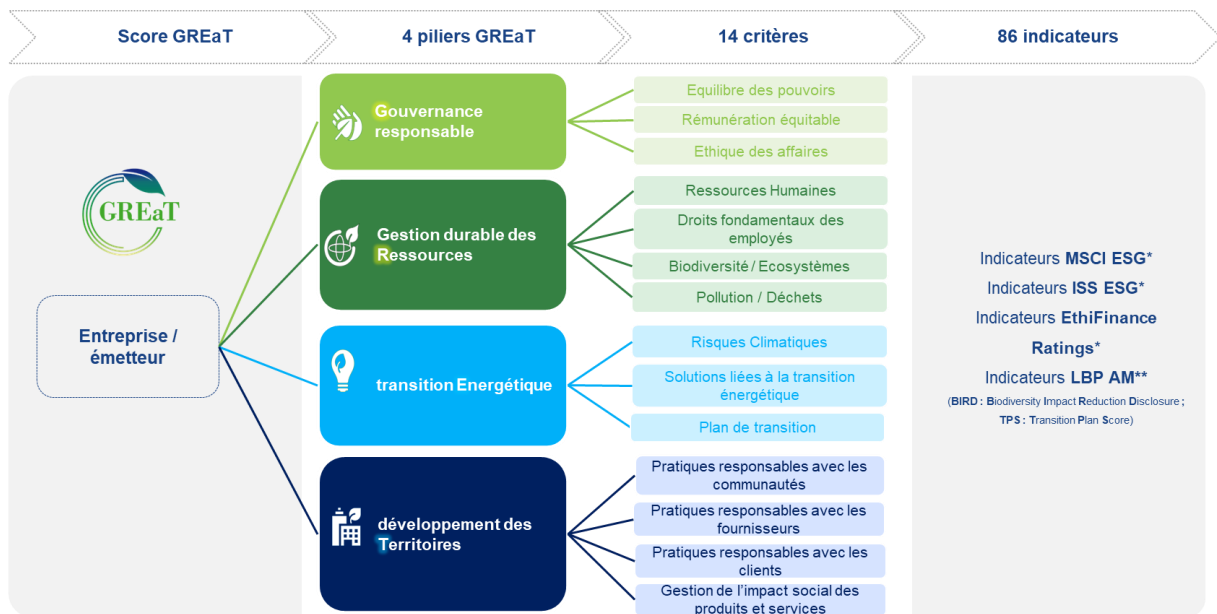 Score GREaT
4 piliers GREaT
14 critères
86 indicateurs
GREaT
Entreprise /
émetteur
Gouvernance
responsable
Equilibre des pouvoirs
Rémunération équitable
Ethique des affaires
Gestion durable des
Ressources
Ressources Humaines
Droits fondamentaux des
employés
Biodiversité / Ecosystèmes
Pollution / Déchets
transition Energétique
Risques Climatiques
Solutions liées à la transition
énergétique
Plan de transition
développement des
Territoires
Pratiques responsables avec les
communautés
Pratiques responsables avec les
fournisseurs
Pratiques responsables avec les
clients
Gestion de l'impact social des
produits et services
Indicateurs MSCI ESG*
Indicateurs ISS ESG*
Indicateurs EthiFinance
Ratings*
Indicateurs LBP AM**
(BIRD : Biodiversity Impact Reduction Disclosure ;
TPS : Transition Plan Score)